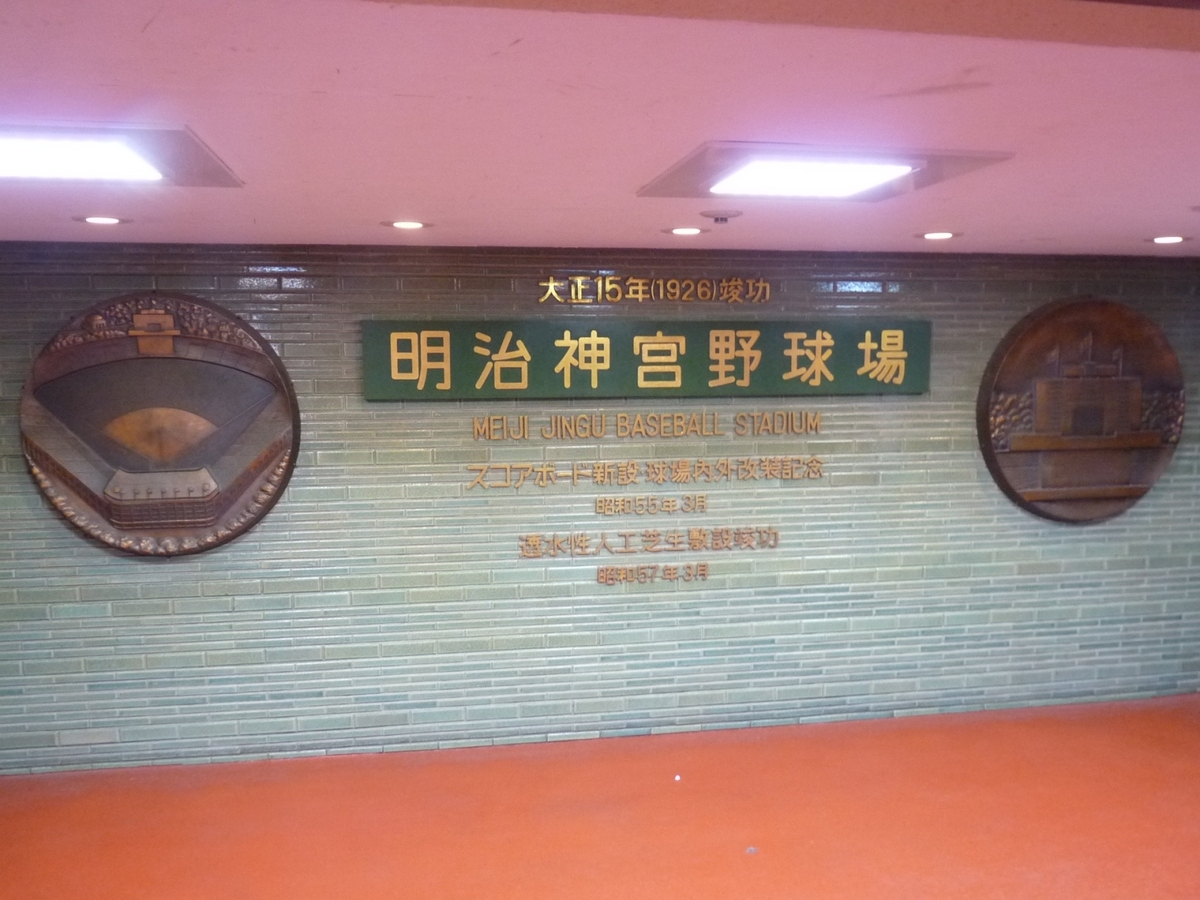 大正15年(1926)竣功
明治神宮野球場
MEIJI JINGU BASEBALL STADIUM
スコアボード新設・球場内外改装記念
昭和55年3月
透水性人工芝生敷設竣功
昭和57年3月